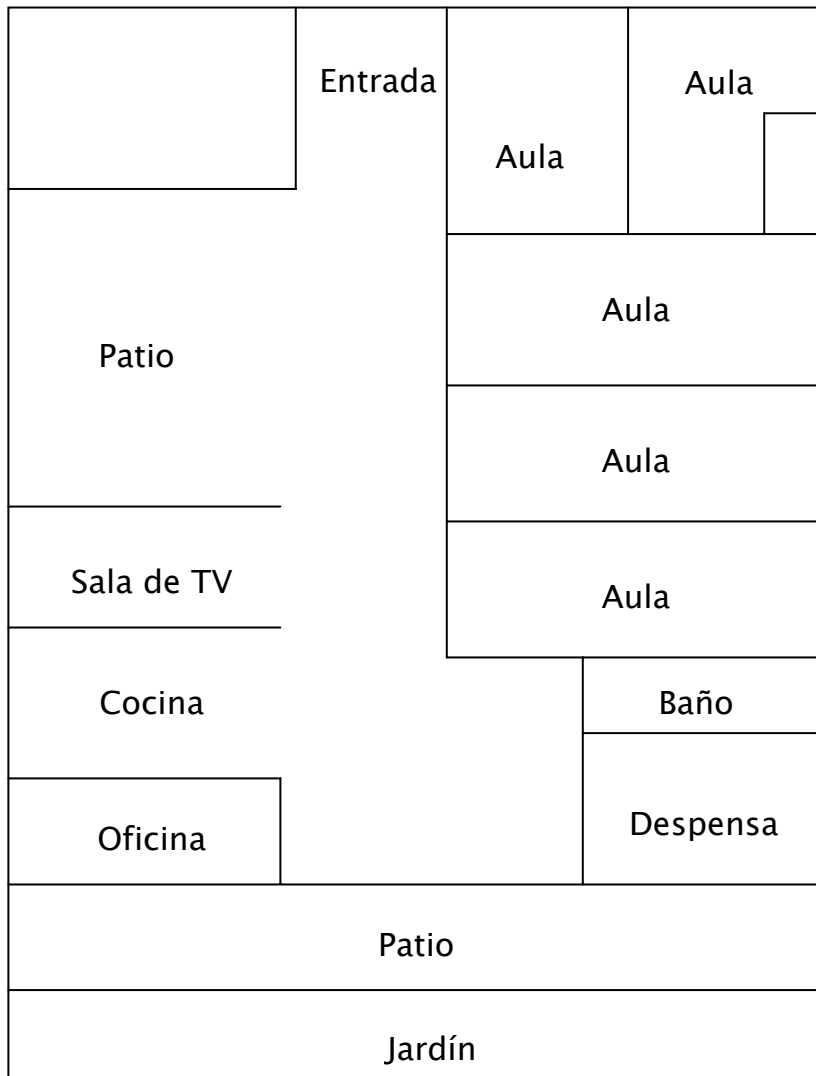 Entrada
Aula
Aula
Aula
Patio
Aula
Sala de TV
Aula
Cocina
Baño
Oficina
Despensa
Patio
Jardín